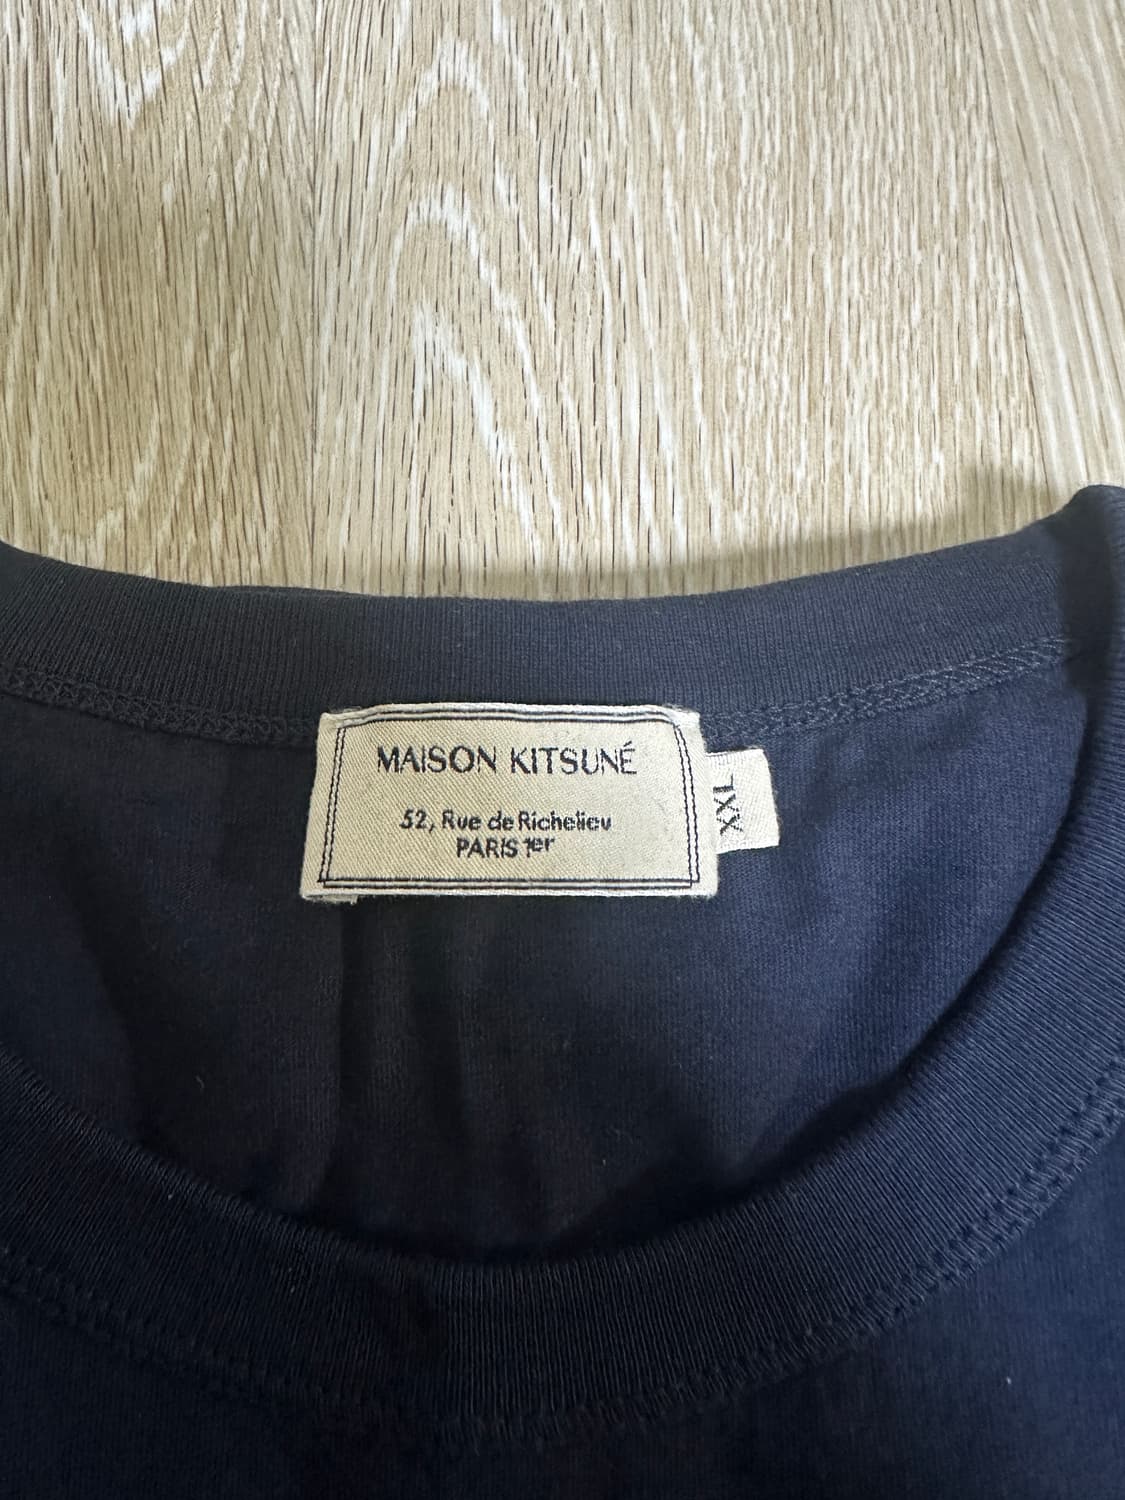 MAISON KITSUNÉ
52, Rue de Richelieu
PARIS 1er
XXL